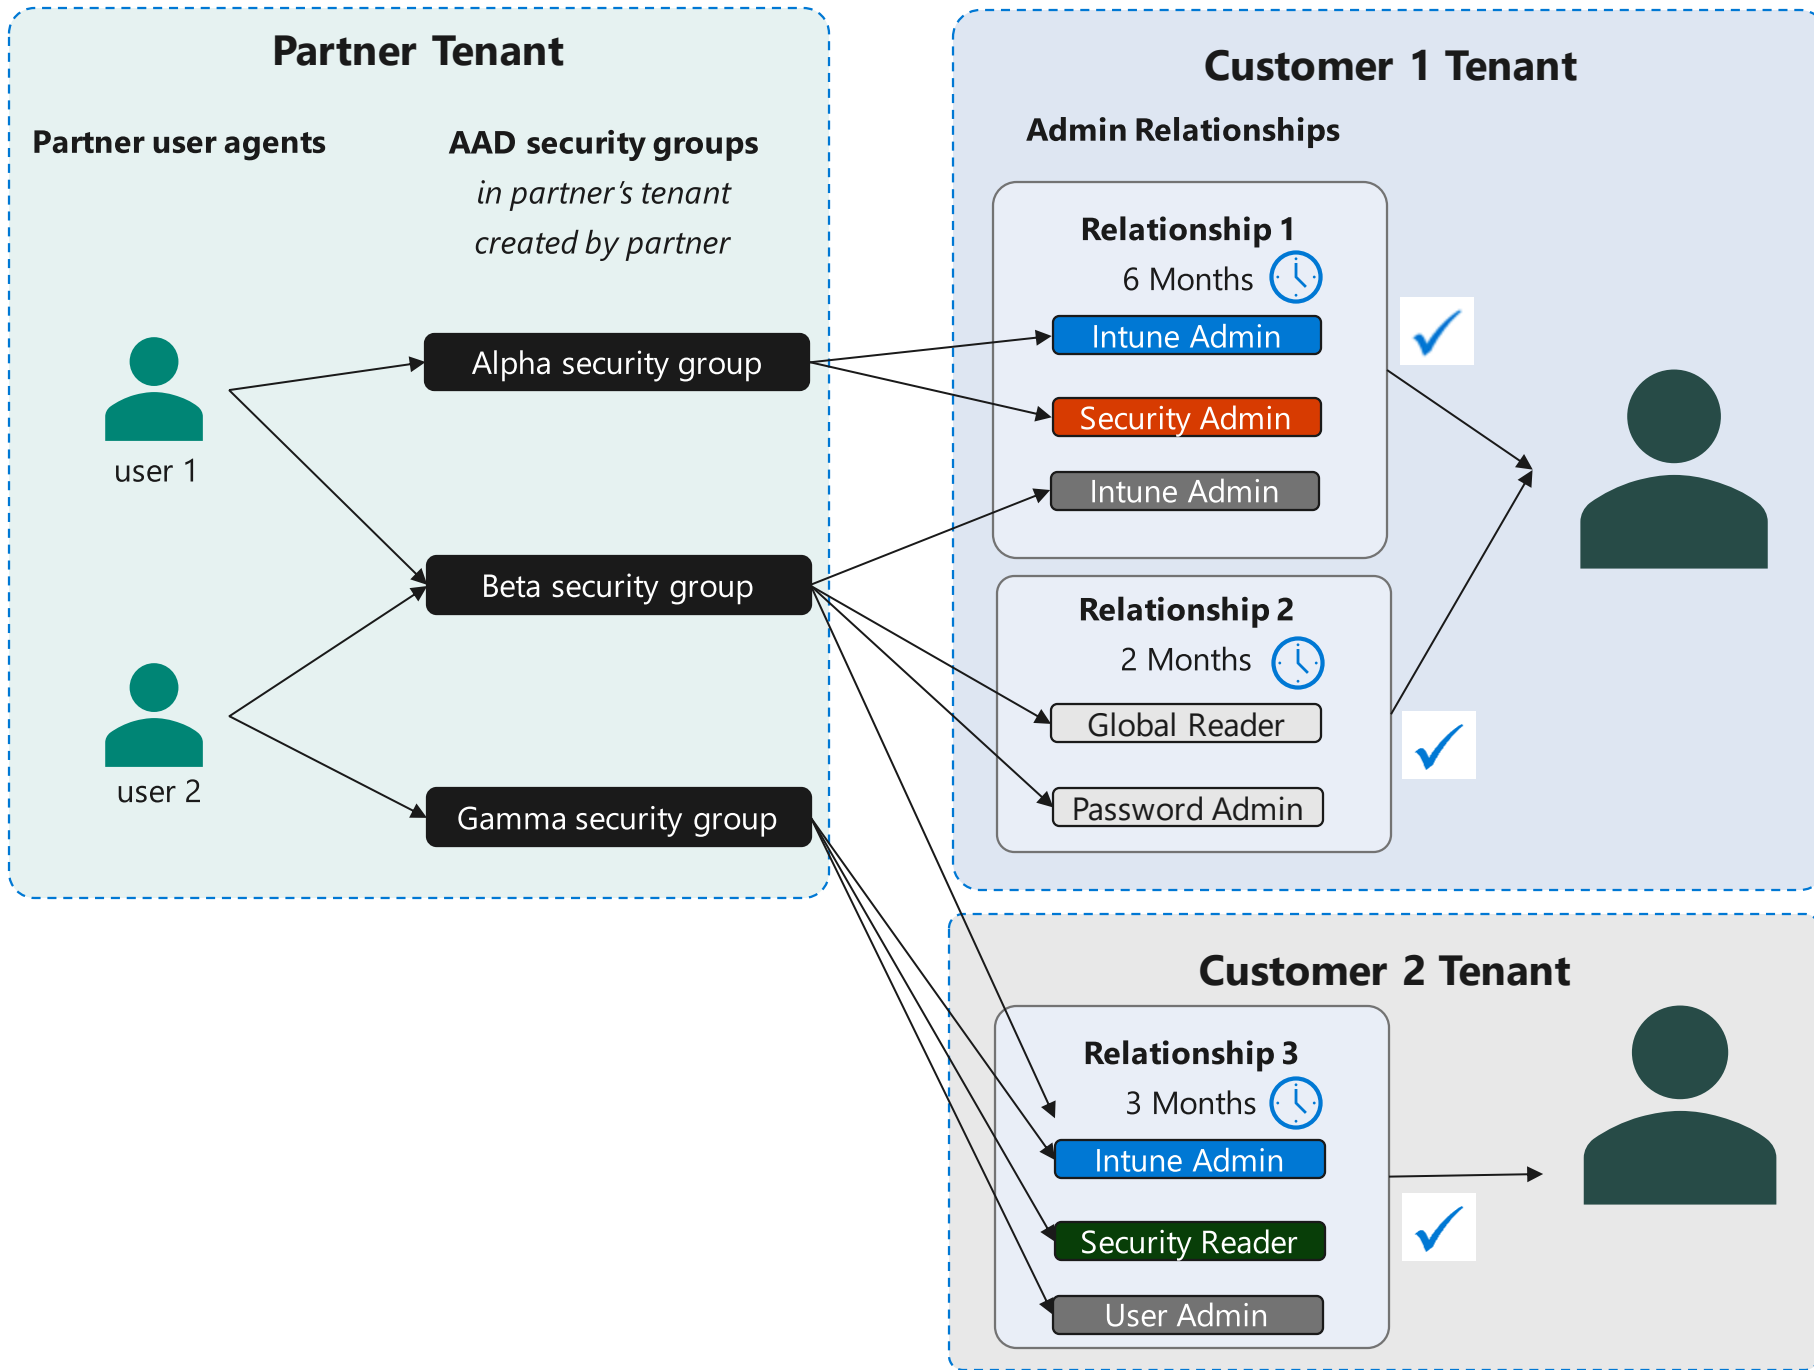 Partner Tenant
Partner user agents
AAD security groups
in partner's tenant
created by partner
user 1
user 2
Alpha security group
Beta security group
Gamma security group
Customer 1 Tenant
Admin Relationships
Relationship 1
6 Months
Intune Admin
Security Admin
Intune Admin
Relationship 2
2 Months
Global Reader
Password Admin
Customer 2 Tenant
Relationship 3
3 Months
Intune Admin
Security Reader
User Admin